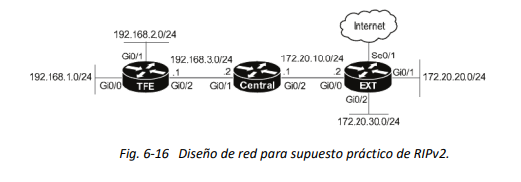 Internet
192.168.2.0/24
Gi0/1 192.168.3.0/24 172.20.10.0/24 Se0/1
192.168.1.0/24 .1 .2 .1 .2 Gi0/1 172.20.20.0/24
Gi0/0 TFE Gi0/2 Gi0/1 Central Gi0/2 Gi0/0 EXT
Gi0/2
172.20.30.0/24
Fig. 6-16 Diseño de red para supuesto práctico de RIPv2.